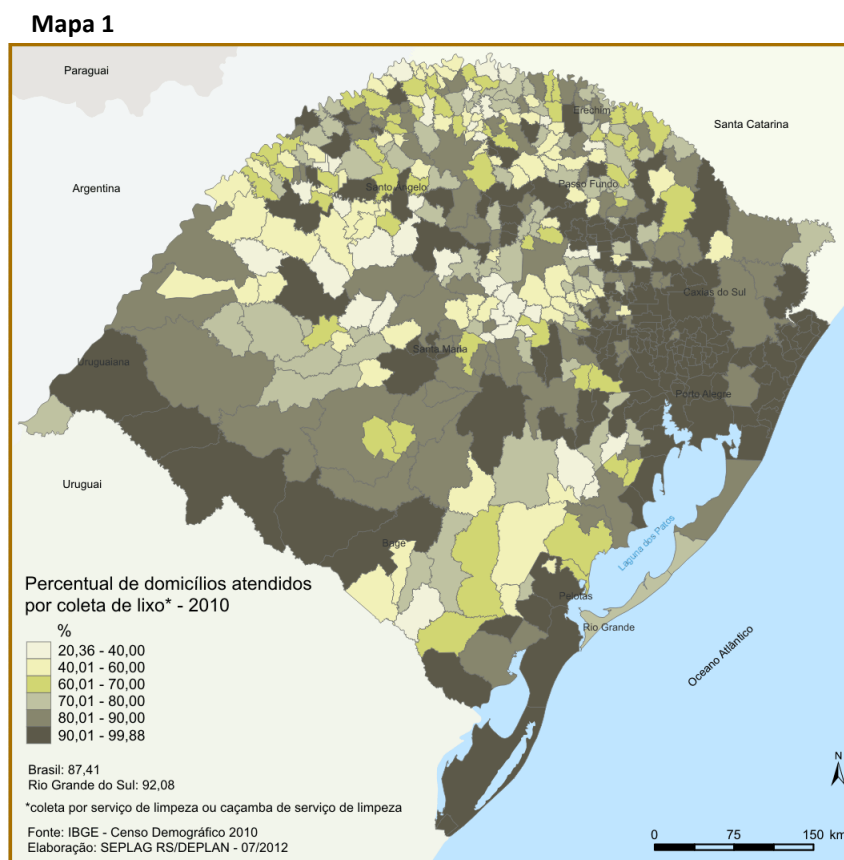 Mapa 1
Paraguai
Erechim
Santa Catarina
Argentina
Santo Ângelo
Passo Fundo
Caxias do Sul
Santa Maria
Uruguaiana
Porto Alegre
Uruguai
Laguna dos Patos
Bagé
Percentual de domicílios atendidos
por coleta de lixo* - 2010
Pelotas
Rio Grande
Oceano Atlântico
%
20,36 - 40,00
40,01 - 60,00
60,01 - 70,00
70,01 - 80,00
80,01 - 90,00
90,01 - 99,88
Brasil: 87,41
Rio Grande do Sul: 92,08
*coleta por serviço de limpeza ou caçamba de serviço de limpeza
Fonte: IBGE - Censo Demográfico 2010
Elaboração: SEPLAG RS/DEPLAN - 07/2012
N
0 75 150 km